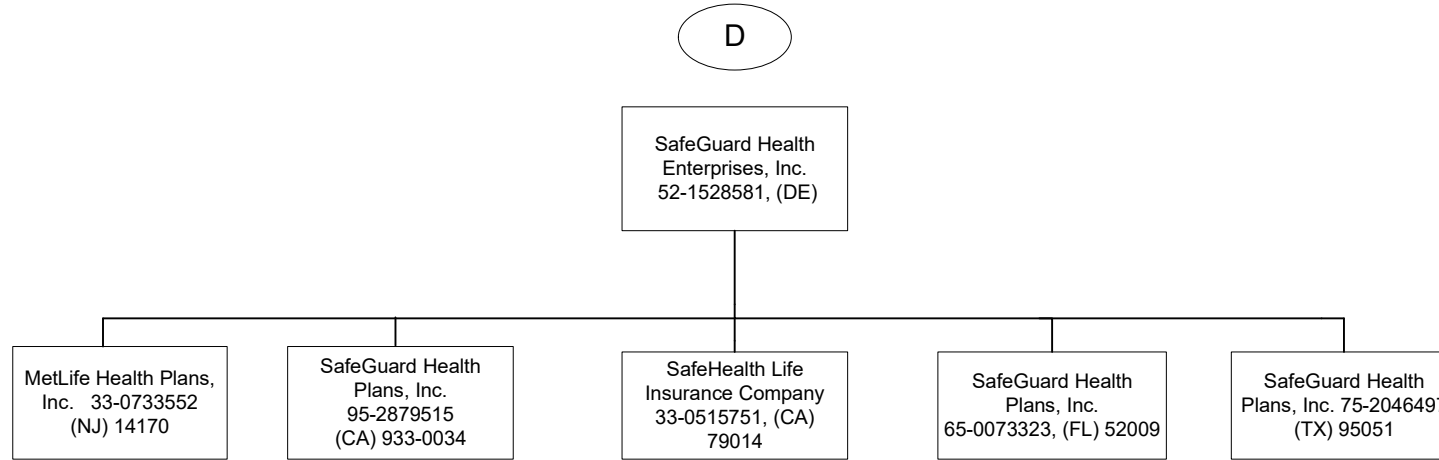 D
SafeGuard Health
Enterprises, Inc.
52-1528581, (DE)
MetLife Health Plans,
Inc. 33-0733552
(NJ) 14170
SafeGuard Health
Plans, Inc.
95-2879515
(CA) 933-0034
SafeHealth Life
Insurance Company
33-0515751, (CA)
79014
SafeGuard Health
Plans, Inc.
65-0073323, (FL) 52009
SafeGuard Health
Plans, Inc. 75-2046497
(TX) 95051